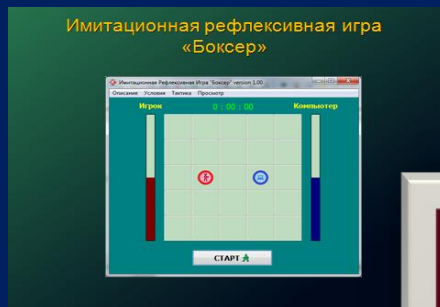 Имитационная рефлексивная игра
«Боксер»
Имитационная Рефлексивная Игра "Боксер" version 1.00
Описание Условия Тактика Просмотр
Игрок 0 : 00 : 00 Компьютер
СТАРТ